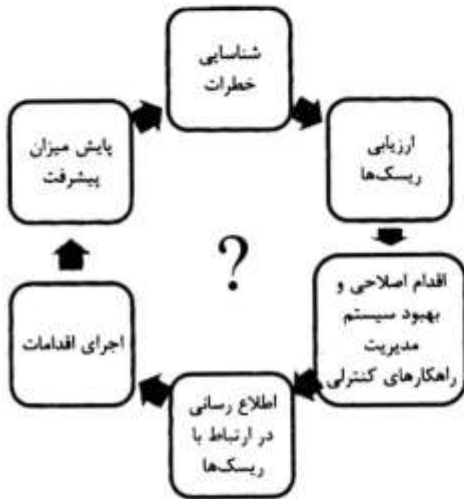 شناسایی
خطرات
ارزیابی
ریسک‌ها
اقدام اصلاحی و
بهبود سیستم
مدیریت
راهکارهای کنترلی
اطلاع رسانی
در ارتباط با
ریسک‌ها
اجرای اقدامات
پایش میزان
پیشرفت
?